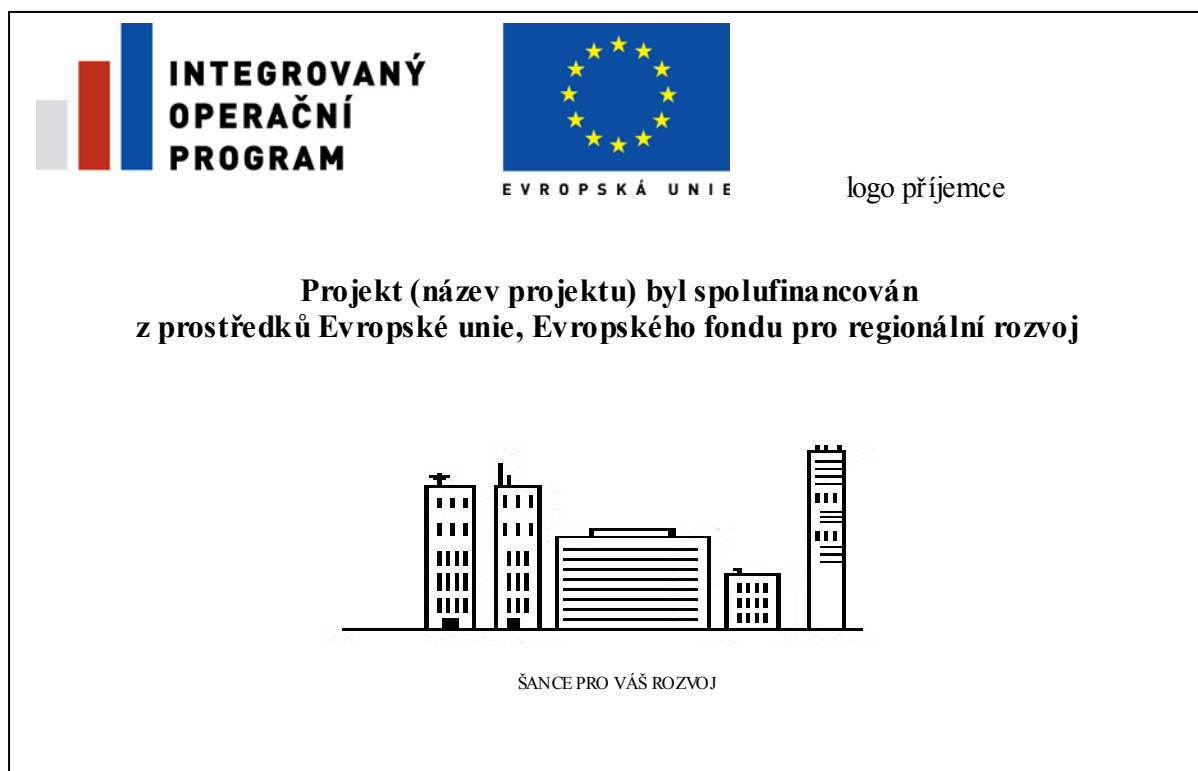 INTEGROVANÝ
OPERAČNÍ
PROGRAM
EVROPSKÁ UNIE
logo příjemce
Projekt (název projektu) byl spolufinancován
z prostředků Evropské unie, Evropského fondu pro regionální rozvoj
ŠANCE PRO VÁŠ ROZVOJ